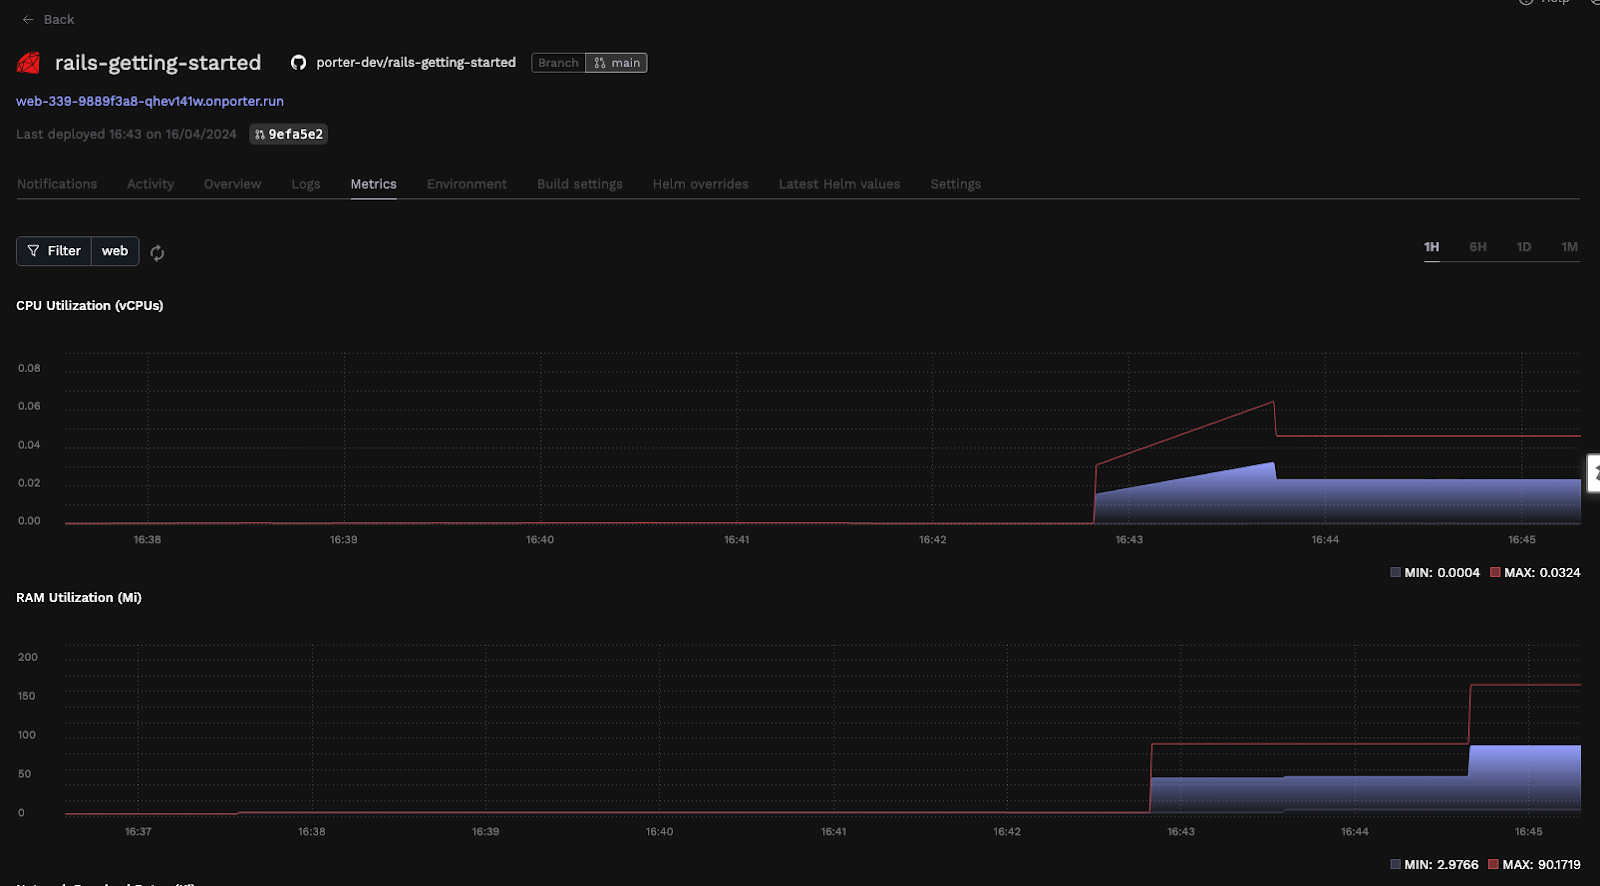 Help
Back
rails-getting-started porter-dev/rails-getting-started Branch main
web-339-9889f3a8-qhev141w.onporter.run
Last deployed 16:43 on 16/04/2024 9efa5e2
Notifications Activity Overview Logs Metrics Environment Build settings Helm overrides Latest Helm values Settings
Filter web 1H 6H 1D 1M
CPU Utilization (vCPUs)
0.08
0.06
0.04
0.02
0.00
16:38 16:39 16:40 16:41 16:42 16:43 16:44 16:45
MIN: 0.0004 MAX: 0.0324
RAM Utilization (Mi)
200
150
100
50
0
16:37 16:38 16:39 16:40 16:41 16:42 16:43 16:44 16:45
MIN: 2.9766 MAX: 90.1719